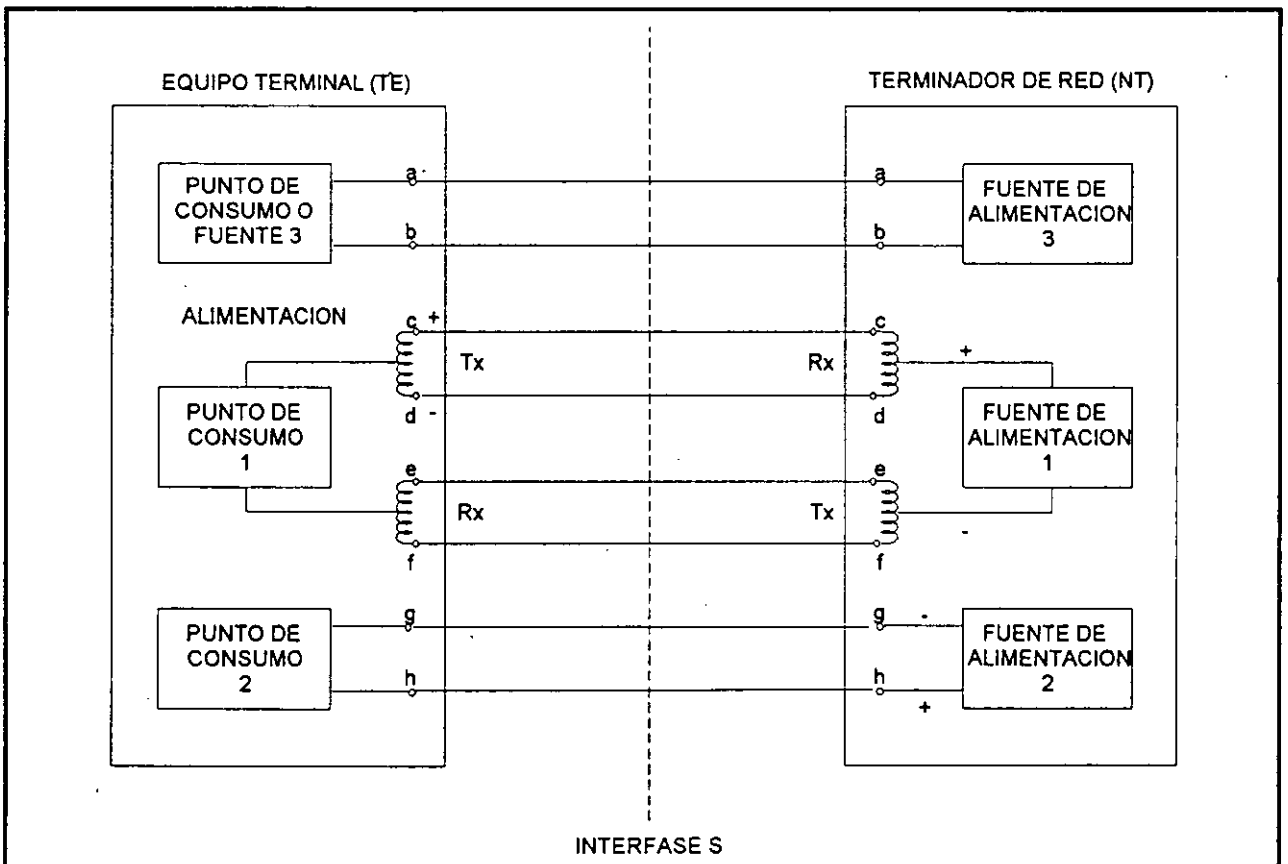 EQUIPO TERMINAL (TE)
TERMINADOR DE RED (NT)
PUNTO DE
CONSUMO O
FUENTE 3
a
b
a
b
FUENTE DE
ALIMENTACION
3
ALIMENTACION
c +
Tx
d -
c
Rx
d
+
PUNTO DE
CONSUMO
1
FUENTE DE
ALIMENTACION
1
e
Rx
f
e
Tx
f
-
PUNTO DE
CONSUMO
2
g
h
g
h
-
+
FUENTE DE
ALIMENTACION
2
INTERFASE S